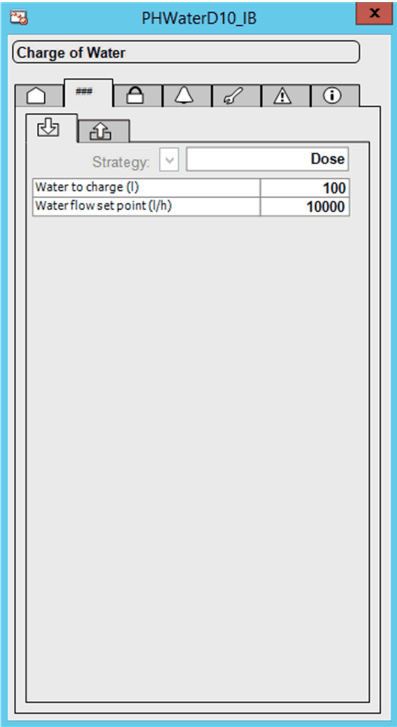 PHWaterD10_IB
x
Charge of Water
###
Strategy: Dose
Water to charge (l) 100
Water flow set point (l/h) 10000